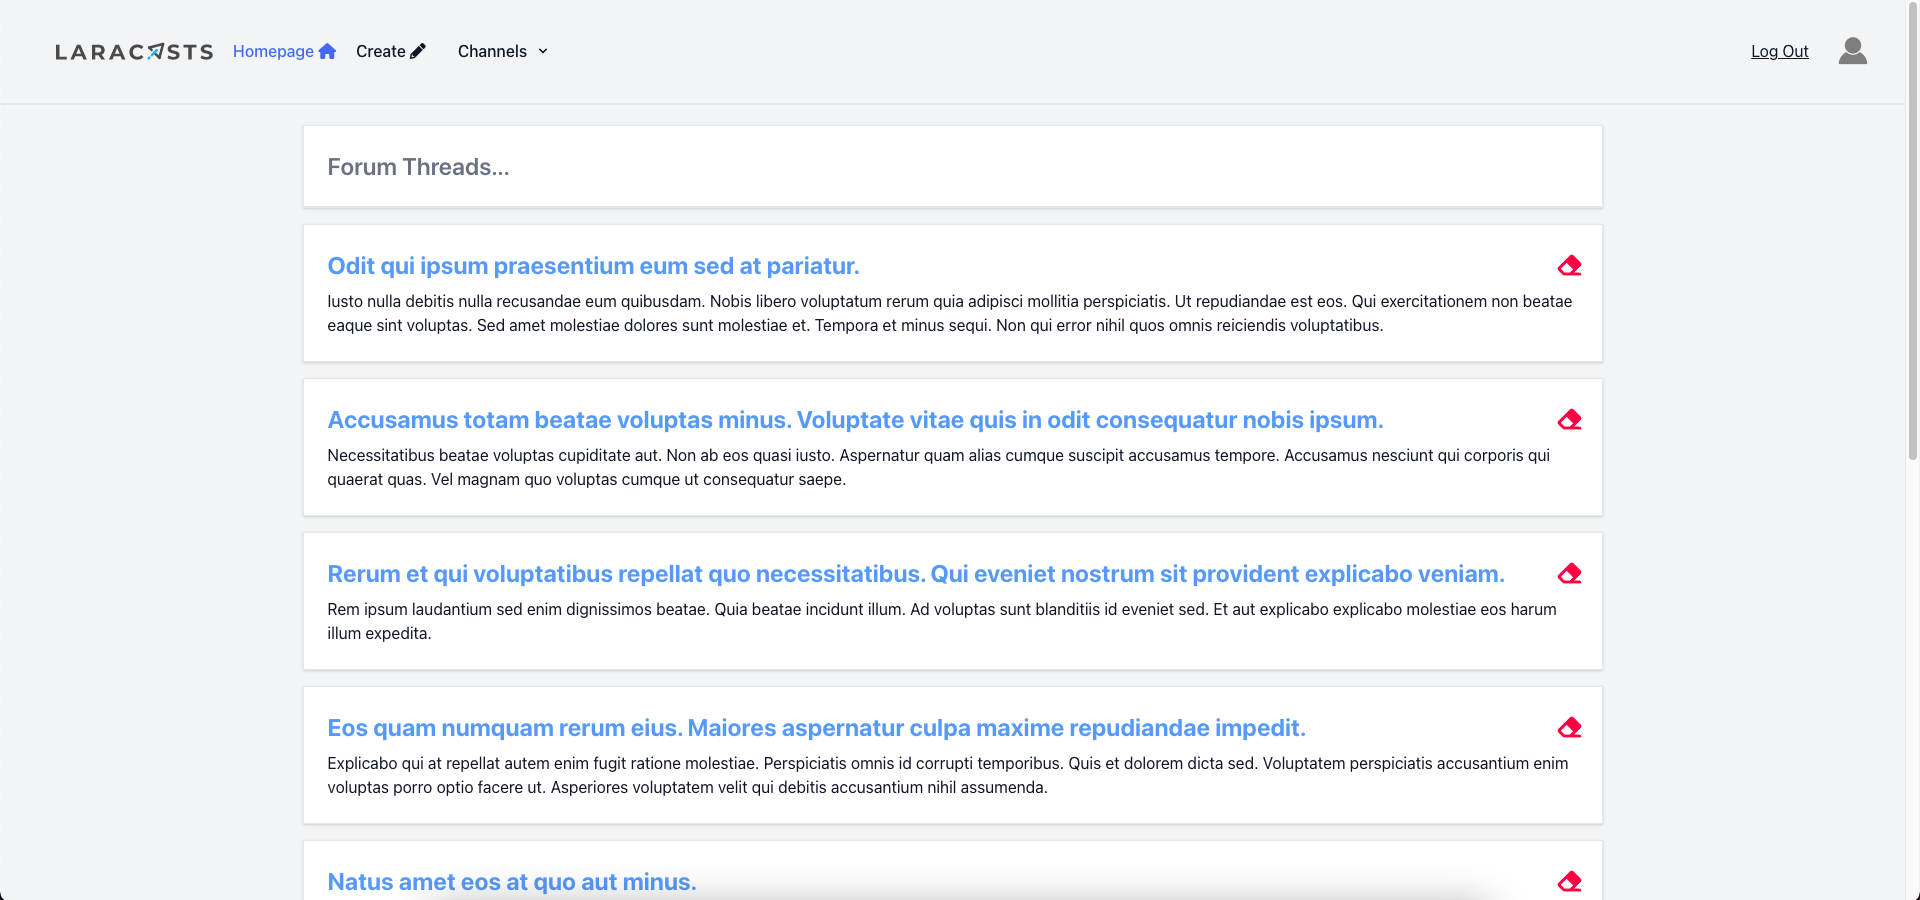 LARACASTS Homepage Create Channels Log Out
Forum Threads...
Odit qui ipsum praesentium eum sed at pariatur.
Iusto nulla debitis nulla recusandae eum quibusdam. Nobis libero voluptatum rerum quia adipisci mollitia perspiciatis. Ut repudiandae est eos. Qui exercitationem non beatae
eaque sint voluptas. Sed amet molestiae dolores sunt molestiae et. Tempora et minus sequi. Non qui error nihil quos omnis reiciendis voluptatibus.
Accusamus totam beatae voluptas minus. Voluptate vitae quis in odit consequatur nobis ipsum.
Necessitatibus beatae voluptas cupiditate aut. Non ab eos quasi iusto. Aspernatur quam alias cumque suscipit accusamus tempore. Accusamus nesciunt qui corporis qui
quaerat quas. Vel magnam quo voluptas cumque ut consequatur saepe.
Rerum et qui voluptatibus repellat quo necessitatibus. Qui eveniet nostrum sit provident explicabo veniam.
Rem ipsum laudantium sed enim dignissimos beatae. Quia beatae incidunt illum. Ad voluptas sunt blanditiis id eveniet sed. Et aut explicabo explicabo molestiae eos harum
illum expedita.
Eos quam numquam rerum eius. Maiores aspernatur culpa maxime repudiandae impedit.
Explicabo qui at repellat autem enim fugit ratione molestiae. Perspiciatis omnis id corrupti temporibus. Quis et dolorem dicta sed. Voluptatem perspiciatis accusantium enim
voluptas porro optio facere ut. Asperiores voluptatem velit qui debitis accusantium nihil assumenda.
Natus amet eos at quo aut minus.